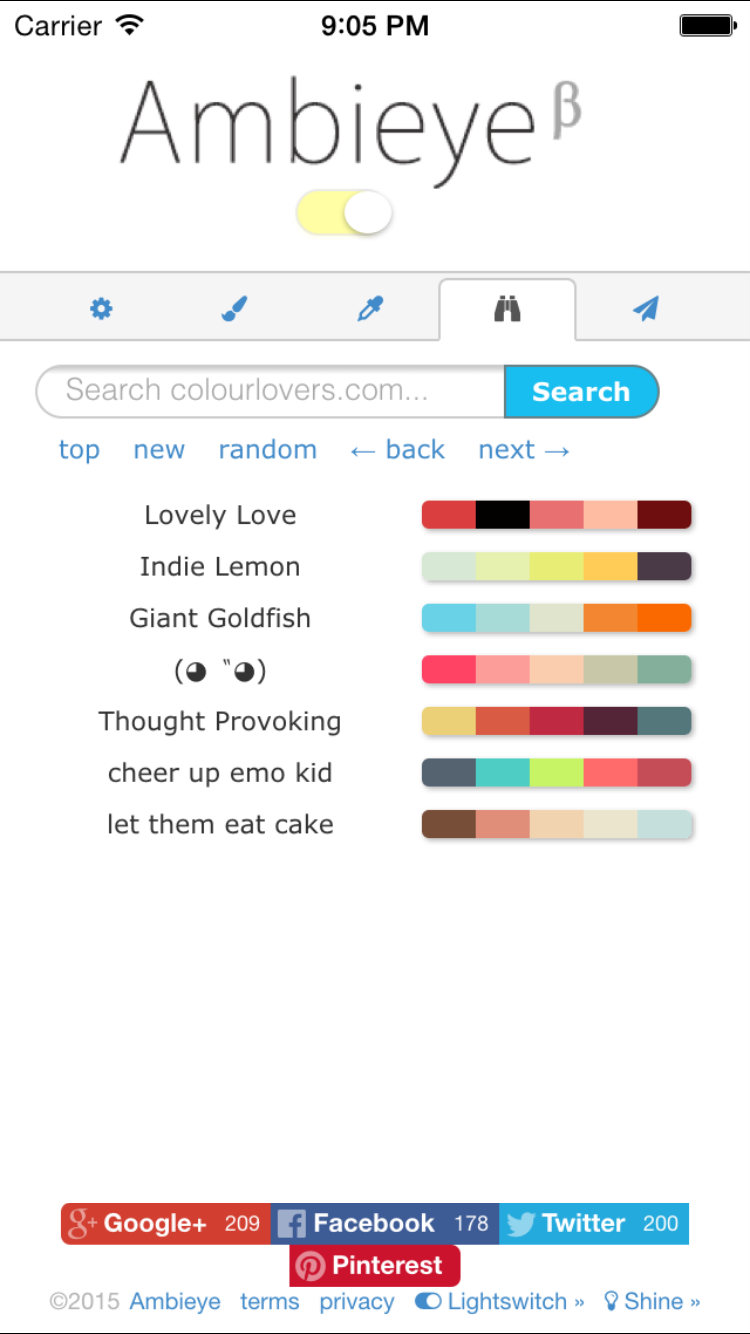 Carrier 9:05 PM
Ambieye β
Search colourlovers.com... Search
top new random ← back next →
Lovely Love
Indie Lemon
Giant Goldfish
(◕ ‶◕)
Thought Provoking
cheer up emo kid
let them eat cake
g+ Google+ 209 f Facebook 178 Twitter 200
Pinterest
©2015 Ambieye terms privacy Lightswitch » Shine »